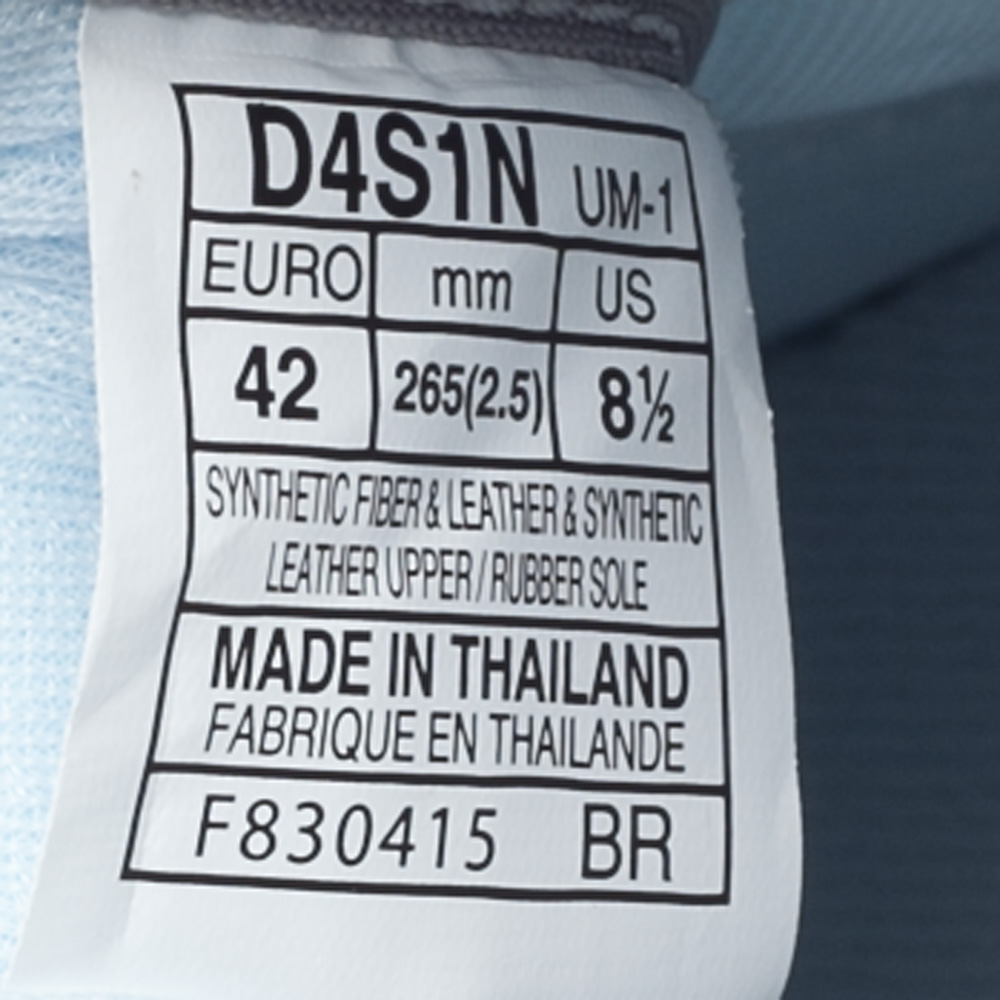 D4S1N UM-1
EURO mm US
42 265(2.5) 8½
SYNTHETIC FIBER & LEATHER & SYNTHETIC
LEATHER UPPER / RUBBER SOLE
MADE IN THAILAND
FABRIQUE EN THAILANDE
F830415 BR